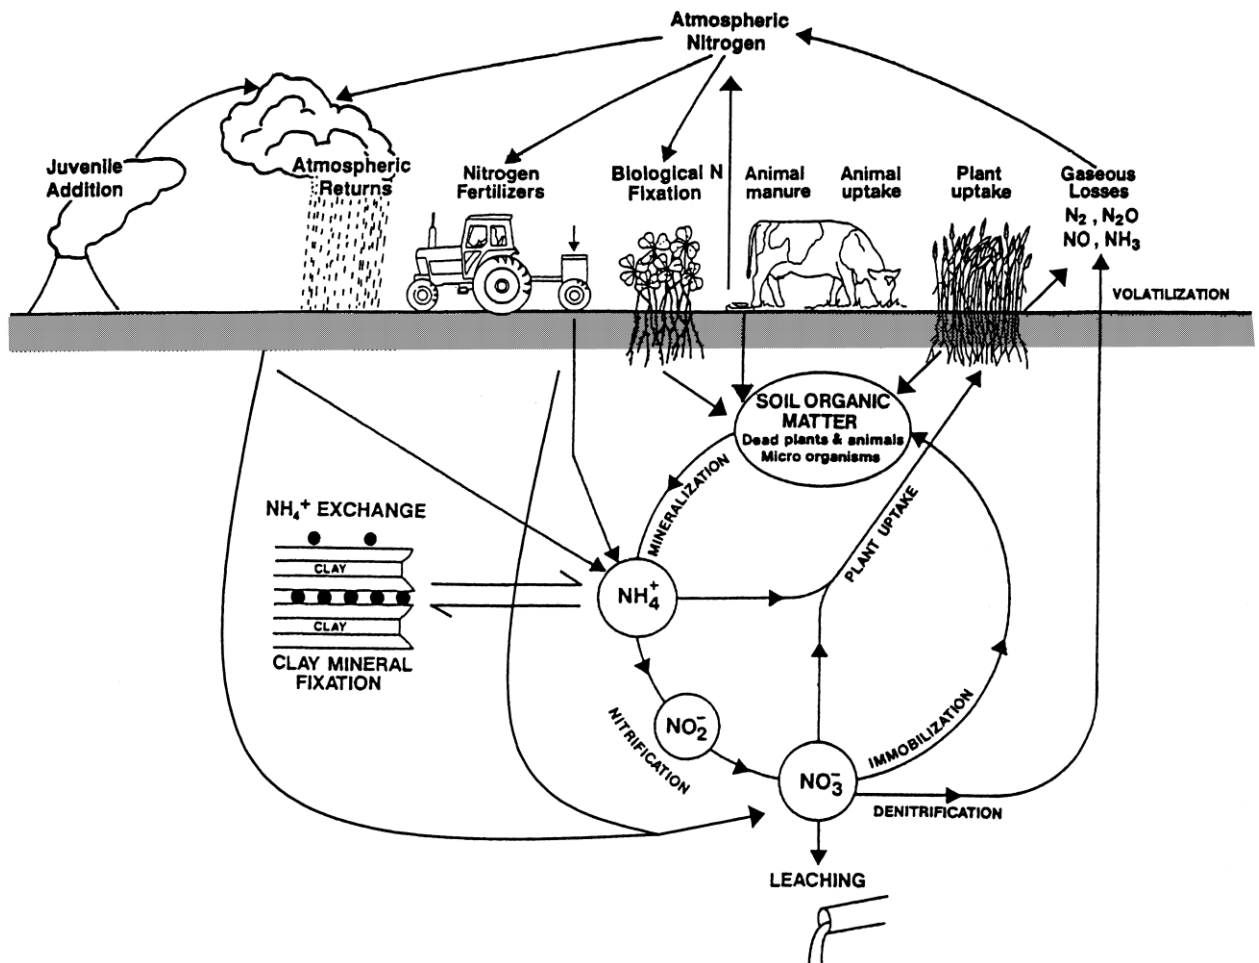 Atmospheric
Nitrogen
Juvenile
Addition
Atmospheric
Returns
Nitrogen
Fertilizers
Biological N
Fixation
Animal
manure
Animal
uptake
Plant
uptake
Gaseous
Losses
N₂ , N₂O
NO , NH₃
VOLATILIZATION
SOIL ORGANIC
MATTER
Dead plants & animals
Micro organisms
MINERALIZATION
PLANT UPTAKE
NH₄⁺ EXCHANGE
CLAY
CLAY
CLAY MINERAL
FIXATION
NH₄⁺
NO₂⁻
NITRIFICATION
NO₃⁻
IMMOBILIZATION
DENITRIFICATION
LEACHING